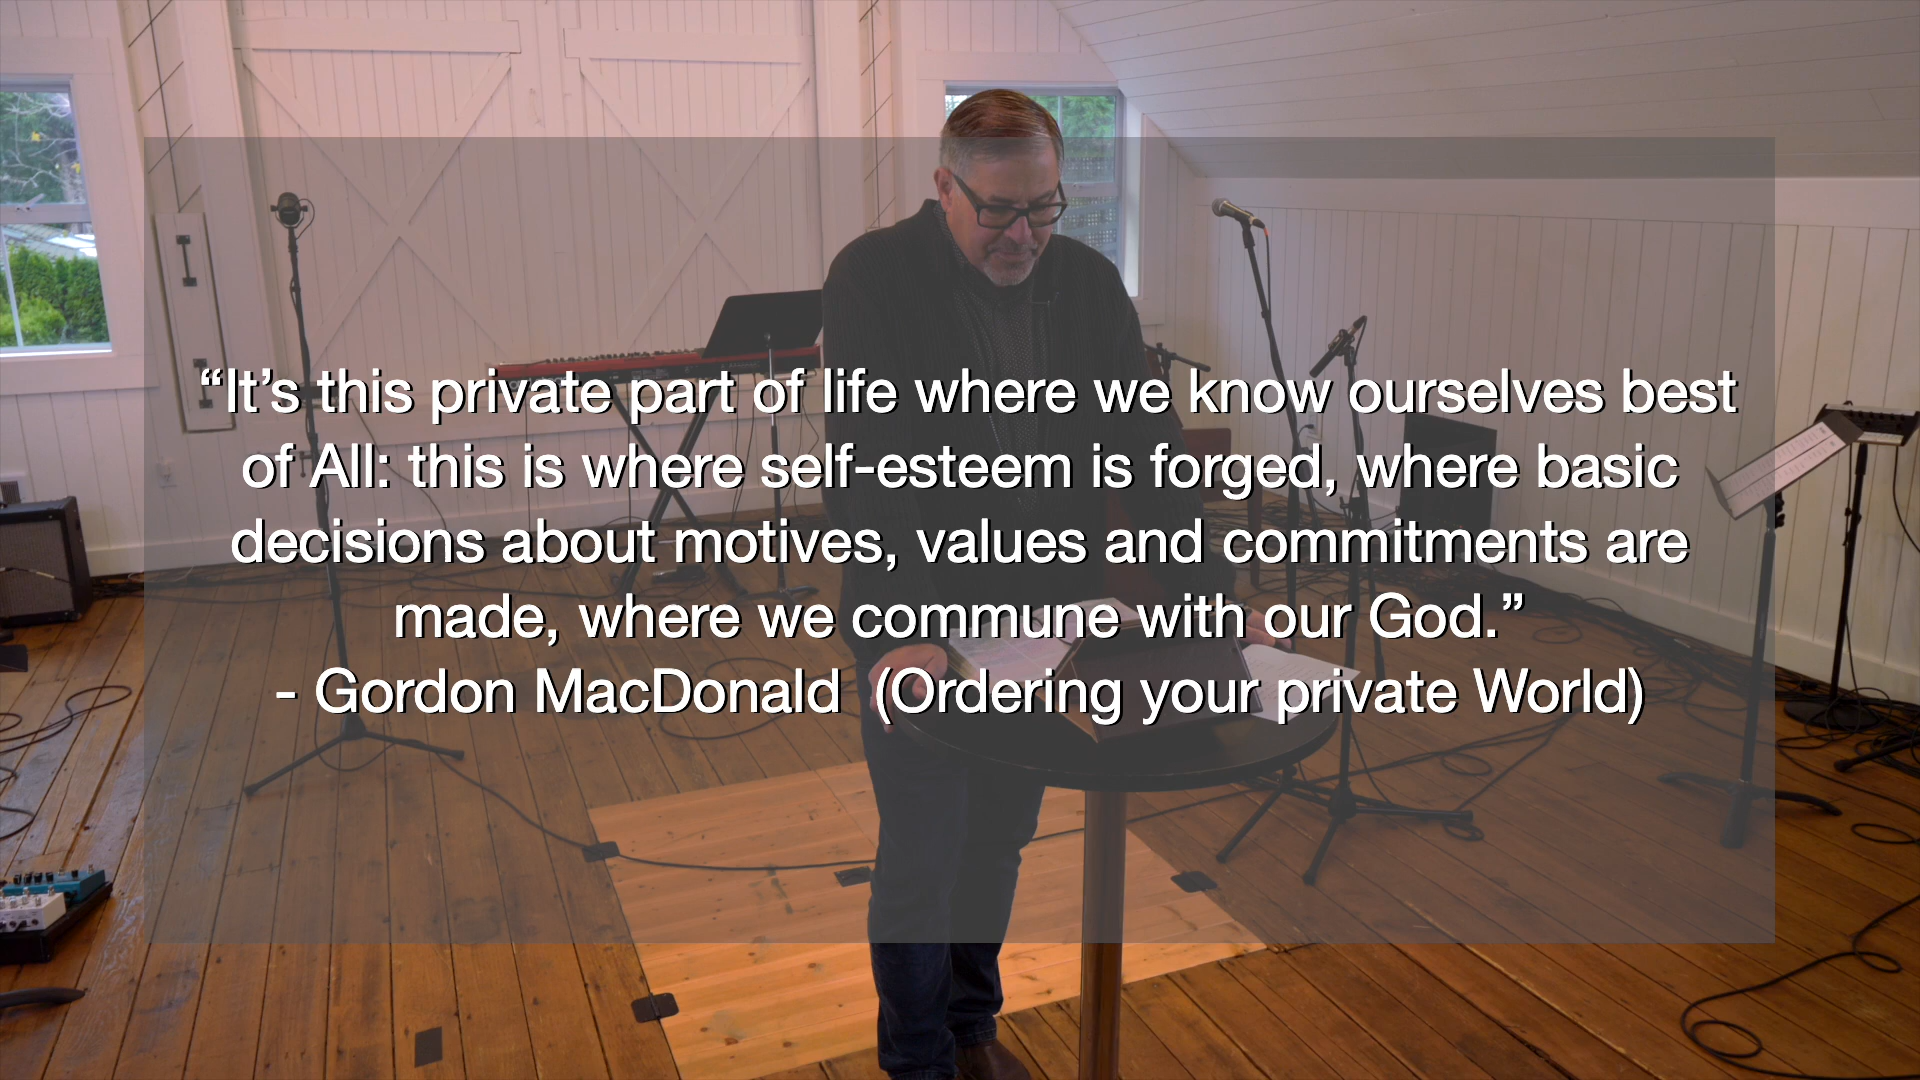 “It’s this private part of life where we know ourselves best
of All: this is where self-esteem is forged, where basic
decisions about motives, values and commitments are
made, where we commune with our God.”
- Gordon MacDonald  (Ordering your private World)